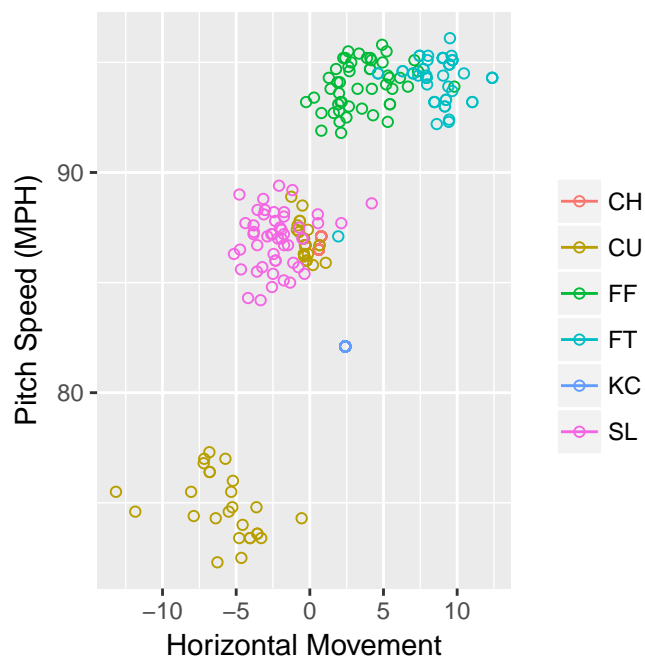 90
80
Pitch Speed (MPH)
−10 −5 0 5 10
Horizontal Movement
CH
CU
FF
FT
KC
SL